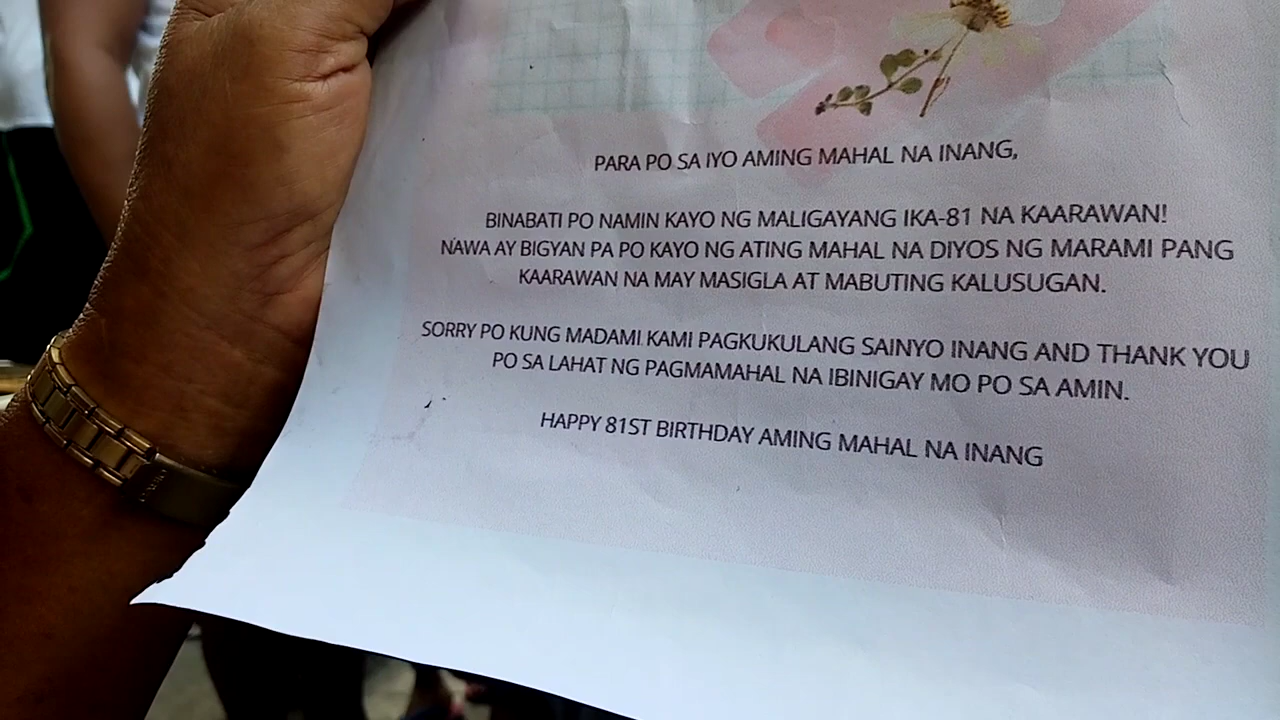 PARA PO SA IYO AMING MAHAL NA INANG,
BINABATI PO NAMIN KAYO NG MALIGAYANG IKA-81 NA KAARAWAN!
NAWA AY BIGYAN PA PO KAYO NG ATING MAHAL NA DIYOS NG MARAMI PANG
KAARAWAN NA MAY MASIGLA AT MABUTING KALUSUGAN.
SORRY PO KUNG MADAMI KAMI PAGKUKULANG SAINYO INANG AND THANK YOU
PO SA LAHAT NG PAGMAMAHAL NA IBINIGAY MO PO SA AMIN.
HAPPY 81ST BIRTHDAY AMING MAHAL NA INANG